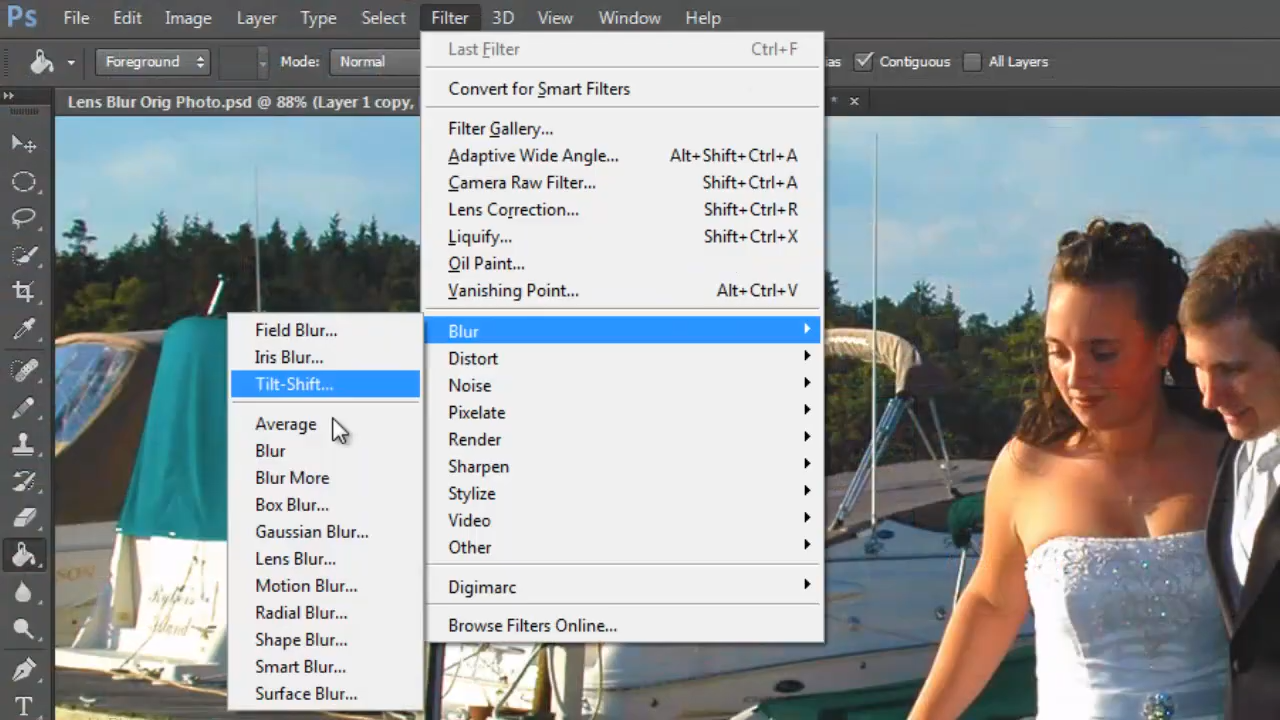 Ps File Edit Image Layer Type Select Filter 3D View Window Help
Foreground Mode: Normal Contiguous All Layers
Lens Blur Orig Photo.psd @ 88% (Layer 1 copy, * ×
Last Filter Ctrl+F
Convert for Smart Filters
Filter Gallery...
Adaptive Wide Angle... Alt+Shift+Ctrl+A
Camera Raw Filter... Shift+Ctrl+A
Lens Correction... Shift+Ctrl+R
Liquify... Shift+Ctrl+X
Oil Paint...
Vanishing Point... Alt+Ctrl+V
Blur
Distort
Noise
Pixelate
Render
Sharpen
Stylize
Video
Other
Digimarc
Browse Filters Online...
Field Blur...
Iris Blur...
Tilt-Shift...
Average
Blur
Blur More
Box Blur...
Gaussian Blur...
Lens Blur...
Motion Blur...
Radial Blur...
Shape Blur...
Smart Blur...
Surface Blur...
T
Island